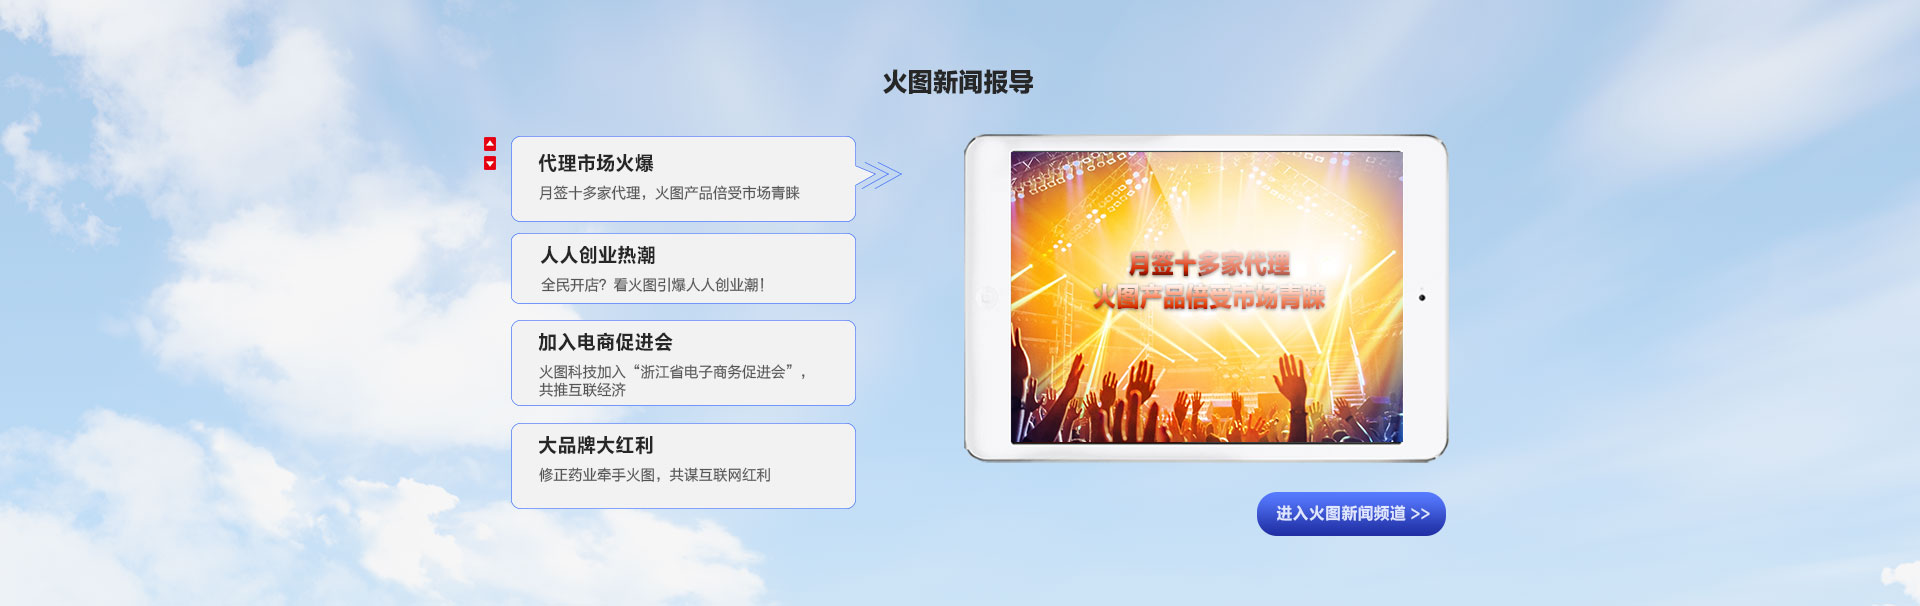 火图新闻报导
代理市场火爆
月签十多家代理，火图产品倍受市场青睐
人人创业热潮
全民开店？看火图引爆人人创业潮！
加入电商促进会
火图科技加入“浙江省电子商务促进会”，
共推互联经济
大品牌大红利
修正药业牵手火图，共谋互联网红利
月签十多家代理
火图产品倍受市场青睐
进入火图新闻频道 >>